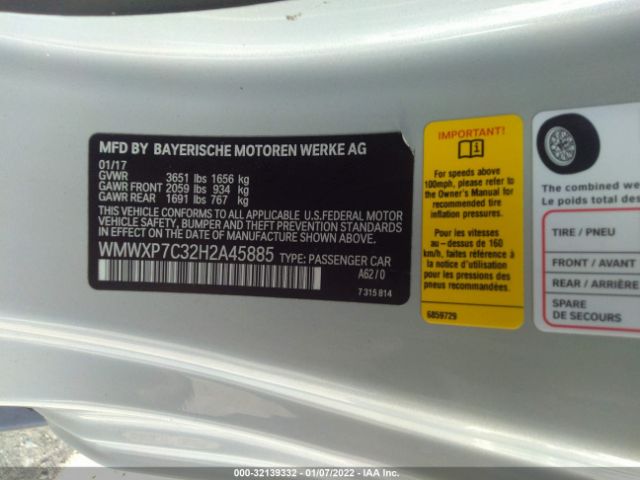 MFD BY BAYERISCHE MOTOREN WERKE AG
01/17
GVWR 3651 lbs 1656 kg
GAWR FRONT 2059 lbs 934 kg
GAWR REAR 1691 lbs 767 kg
THIS VEHICLE CONFORMS TO ALL APPLICABLE U.S.FEDERAL MOTOR
VEHICLE SAFETY, BUMPER AND THEFT PREVENTION STANDARDS
IN EFFECT ON THE DATE OF MANUFACTURE SHOWN ABOVE.
WMWXP7C32H2A45885 TYPE: PASSENGER CAR
A62/0
7 315 814
IMPORTANT!
For speeds above
100mph, please refer to
the Owner's Manual for
recommended tire
inflation pressures.
Pour les vitesses
au-dessus de 160
km/h, faites référence à
la notice d'utilisation
pour les pressions des
pneus recommandées.
6859729
The combined we
Le poids total des
TIRE / PNEU
FRONT / AVANT
REAR / ARRIÈRE
SPARE
DE SECOURS
000-32139332 - 01/07/2022 - IAA Inc.